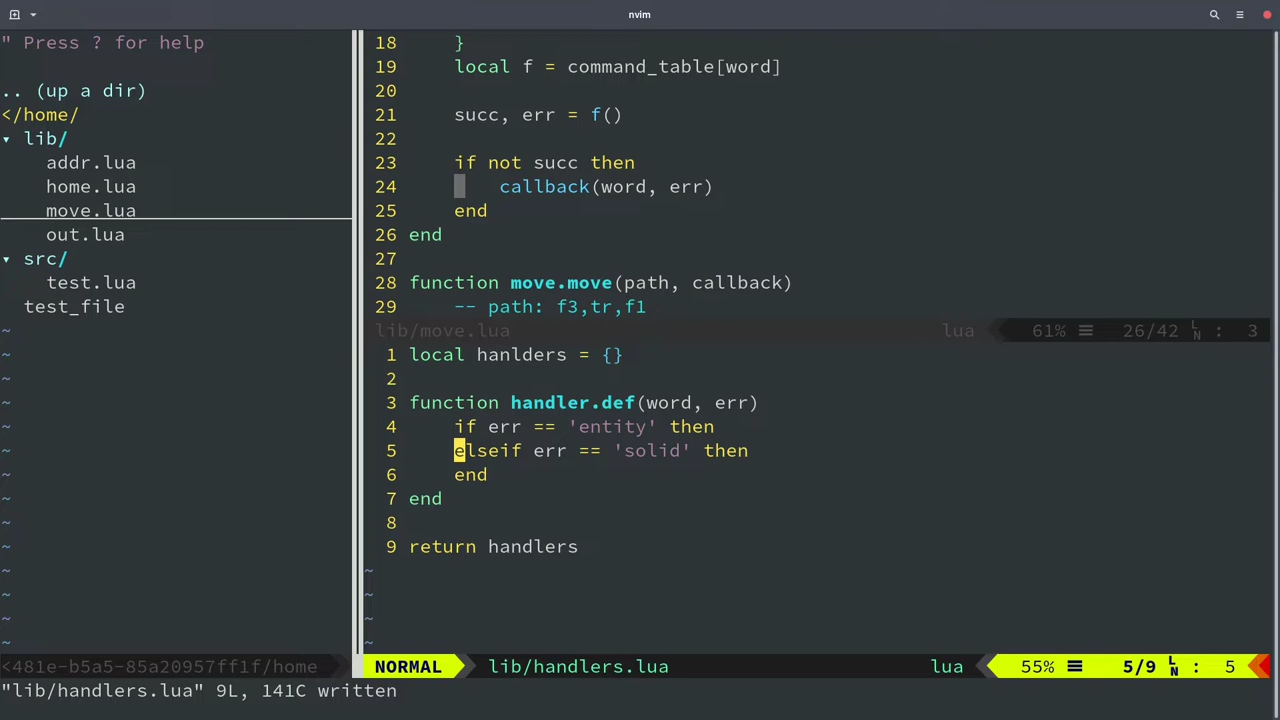 nvim
" Press ? for help
.. (up a dir)
</home/
▾ lib/
addr.lua
home.lua
move.lua
out.lua
▾ src/
test.lua
test_file
~
~
~
~
~
~
~
~
~
~
~
~
~
~
<481e-b5a5-85a20957ff1f/home
18 }
19 local f = command_table[word]
20
21 succ, err = f()
22
23 if not succ then
24 callback(word, err)
25 end
26 end
27
28 function move.move(path, callback)
29 -- path: f3,tr,f1
lib/move.lua lua 61% ☰ 26/42 LN : 3
1 local hanlders = {}
2
3 function handler.def(word, err)
4 if err == 'entity' then
5 elseif err == 'solid' then
6 end
7 end
8
9 return handlers
~
~
~
~
NORMAL lib/handlers.lua lua 55% ☰ 5/9 LN : 5
"lib/handlers.lua" 9L, 141C written